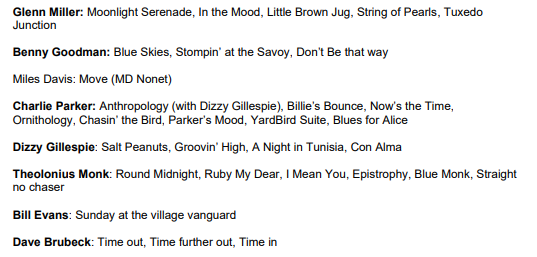 Glenn Miller: Moonlight Serenade, In the Mood, Little Brown Jug, String of Pearls, Tuxedo
Junction
Benny Goodman: Blue Skies, Stompin’ at the Savoy, Don’t Be that way
Miles Davis: Move (MD Nonet)
Charlie Parker: Anthropology (with Dizzy Gillespie), Billie’s Bounce, Now’s the Time,
Ornithology, Chasin’ the Bird, Parker’s Mood, YardBird Suite, Blues for Alice
Dizzy Gillespie: Salt Peanuts, Groovin’ High, A Night in Tunisia, Con Alma
Theolonius Monk: Round Midnight, Ruby My Dear, I Mean You, Epistrophy, Blue Monk, Straight
no chaser
Bill Evans: Sunday at the village vanguard
Dave Brubeck: Time out, Time further out, Time in